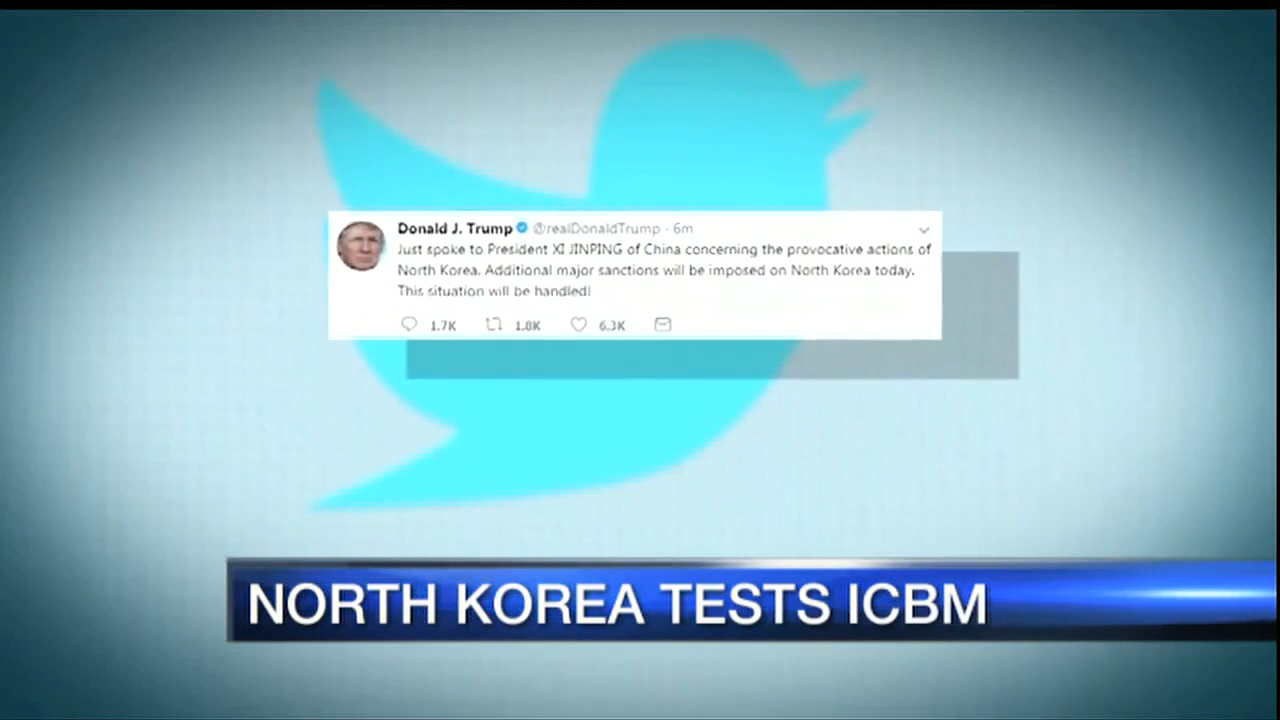 Donald J. Trump @realDonaldTrump · 6m
Just spoke to President XI JINPING of China concerning the provocative actions of
North Korea. Additional major sanctions will be imposed on North Korea today.
This situation will be handled!
1.7K 1.8K 6.3K
NORTH KOREA TESTS ICBM